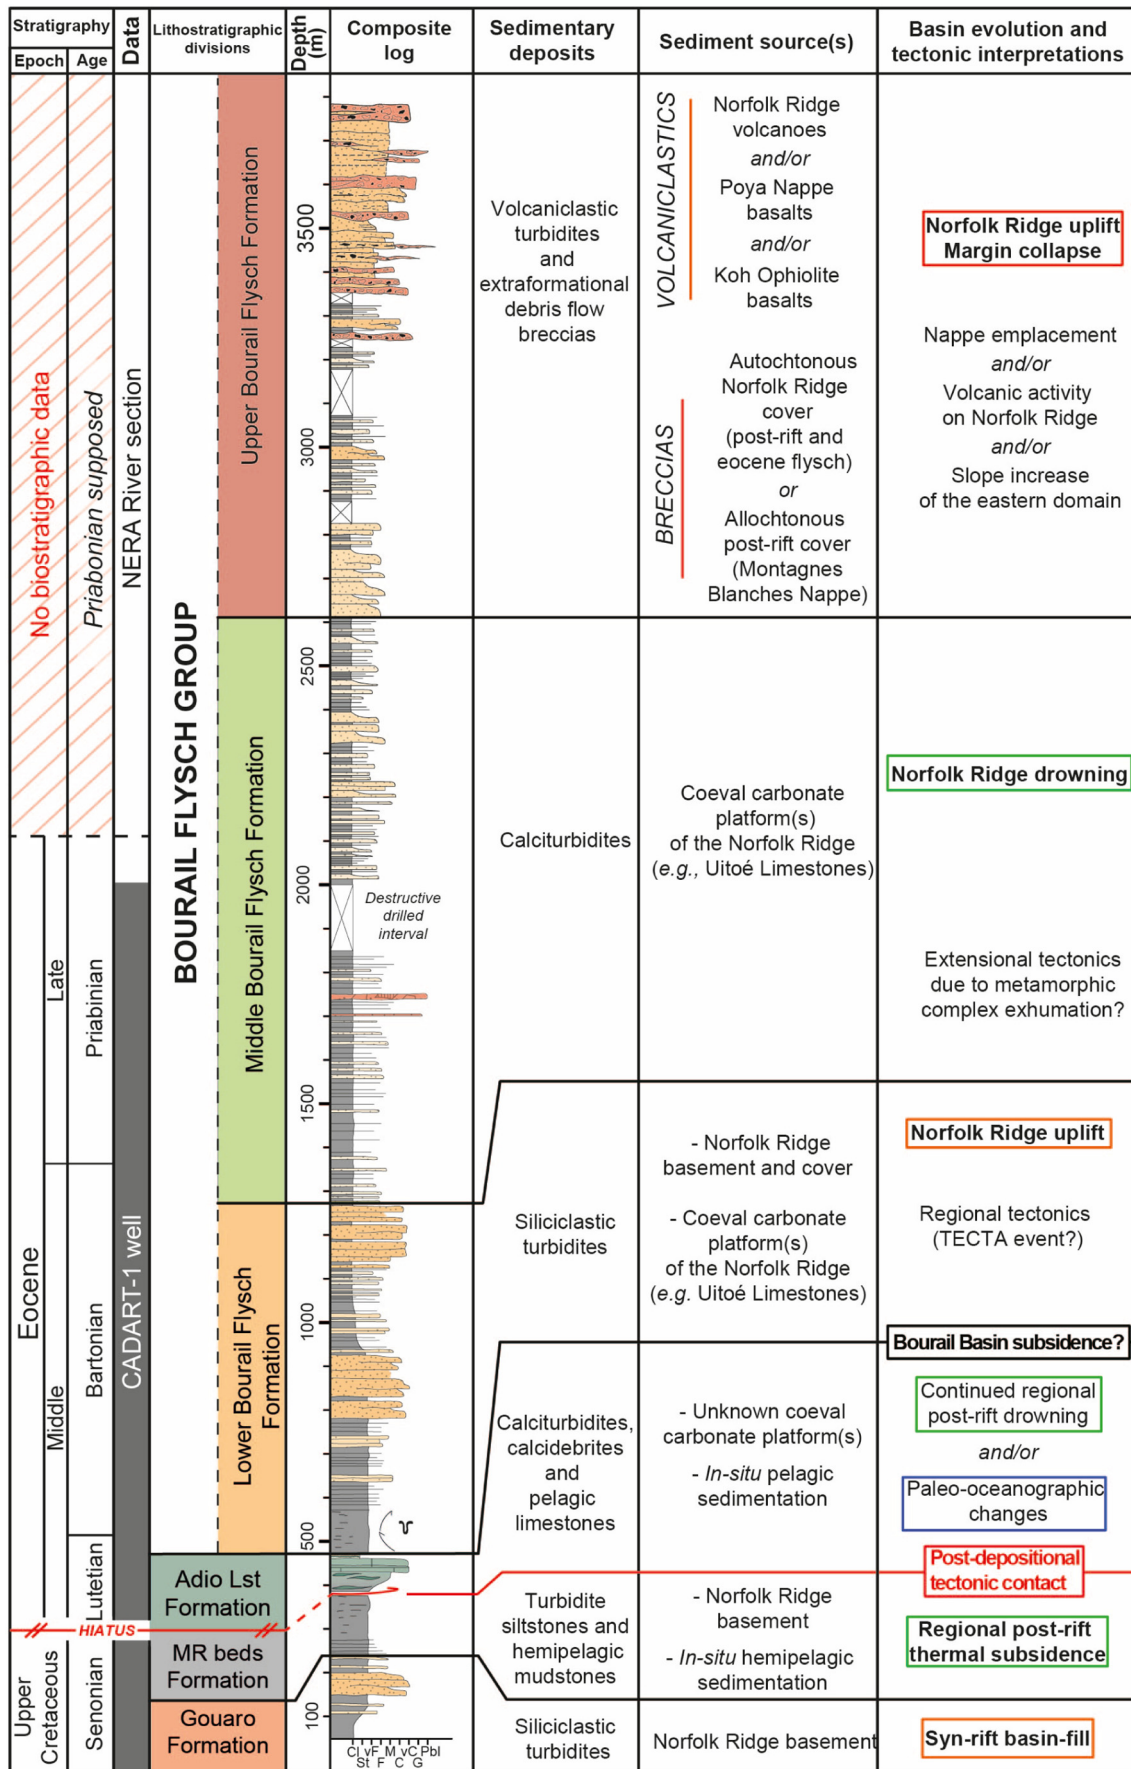 Stratigraphy
Epoch
Age
Data
Lithostratigraphic
divisions
Depth
(m)
Composite
log
Sedimentary
deposits
Sediment source(s)
Basin evolution and
tectonic interpretations
No biostratigraphic data
Priabonian supposed
NERA River section
BOURAIL FLYSCH GROUP
Upper Bourail Flysch Formation
3500
3000
Volcaniclastic
turbidites
and
extraformational
debris flow
breccias
VOLCANICLASTICS
Norfolk Ridge
volcanoes
and/or
Poya Nappe
basalts
and/or
Koh Ophiolite
basalts
BRECCIAS
Autochtonous
Norfolk Ridge
cover
(post-rift and
eocene flysch)
or
Allochtonous
post-rift cover
(Montagnes
Blanches Nappe)
Norfolk Ridge uplift
Margin collapse
Nappe emplacement
and/or
Volcanic activity
on Norfolk Ridge
and/or
Slope increase
of the eastern domain
Eocene
Late
Priabinian
CADART-1 well
Middle Bourail Flysch Formation
2500
2000
1500
Destructive
drilled
interval
Calciturbidites
Coeval carbonate
platform(s)
of the Norfolk Ridge
(e.g., Uitoé Limestones)
Norfolk Ridge drowning
Extensional tectonics
due to metamorphic
complex exhumation?
Middle
Bartonian
Lower Bourail Flysch
Formation
1000
500
Siliciclastic
turbidites
- Norfolk Ridge
basement and cover
- Coeval carbonate
platform(s)
of the Norfolk Ridge
(e.g. Uitoé Limestones)
Norfolk Ridge uplift
Regional tectonics
(TECTA event?)
Bourail Basin subsidence?
Calciturbidites,
calcidebrites
and
pelagic
limestones
- Unknown coeval
carbonate platform(s)
- In-situ pelagic
sedimentation
Continued regional
post-rift drowning
and/or
Paleo-oceanographic
changes
Lutetian
Adio Lst
Formation
Post-depositional
tectonic contact
HIATUS
Upper
Cretaceous
Senonian
MR beds
Formation
Turbidite
siltstones and
hemipelagic
mudstones
- Norfolk Ridge
basement
- In-situ hemipelagic
sedimentation
Regional post-rift
thermal subsidence
Gouaro
Formation
100
Siliciclastic
turbidites
Norfolk Ridge basement
Syn-rift basin-fill
Cl vF M vC Pbl
St F C G